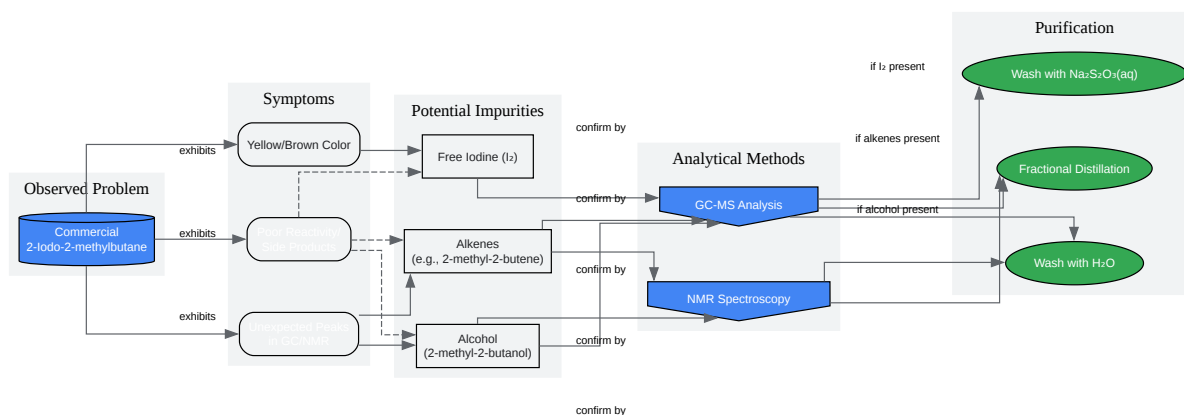 Purification
if I₂ present
Wash with Na₂S₂O₃(aq)
Symptoms
Potential Impurities
confirm by
if alkenes present
Yellow/Brown Color
exhibits
Free Iodine (I₂)
Analytical Methods
Fractional Distillation
Observed Problem
confirm by
GC-MS Analysis
if alcohol present
Commercial
2-Iodo-2-methylbutane
exhibits
Poor Reactivity/
Side Products
Alkenes
(e.g., 2-methyl-2-butene)
confirm by
Wash with H₂O
NMR Spectroscopy
exhibits
Unexpected Peaks
in GC/NMR
Alcohol
(2-methyl-2-butanol)
confirm by
confirm by